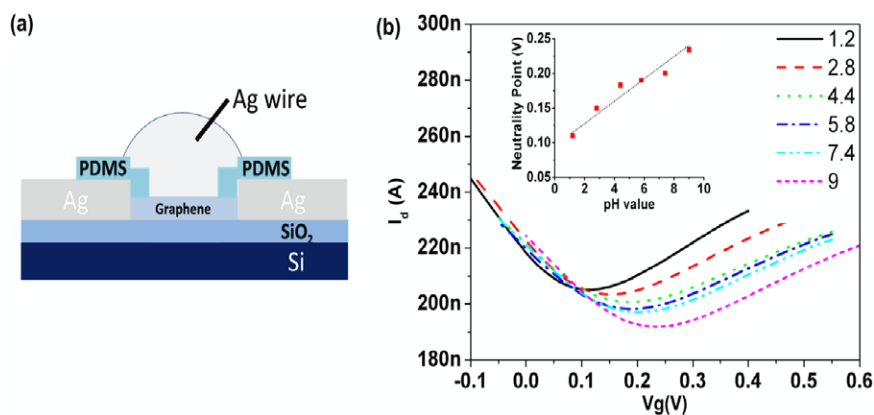 (a)
Ag wire
PDMS
PDMS
Ag
Ag
Graphene
SiO2
Si
(b)
300n
280n
260n
240n
220n
200n
180n
I_d (A)
-0.1
0.0
0.1
0.2
0.3
0.4
0.5
0.6
Vg(V)
0.25
0.20
0.15
0.10
0.05
0.00
Neutrality Point (V)
0
2
4
6
8
10
pH value
1.2
2.8
4.4
5.8
7.4
9